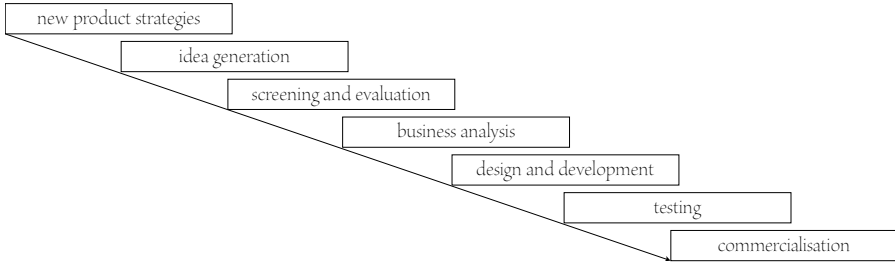 new product strategies
idea generation
screening and evaluation
business analysis
design and development
testing
commercialisation